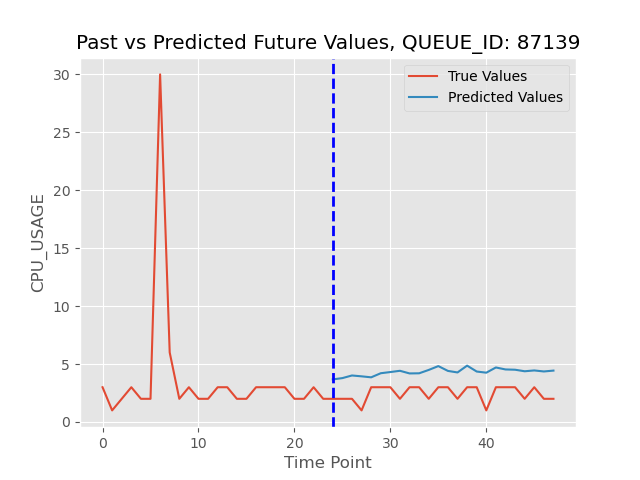 Past vs Predicted Future Values, QUEUE_ID: 87139
True Values
Predicted Values
CPU_USAGE
30
25
20
15
10
5
0
0
10
20
30
40
Time Point